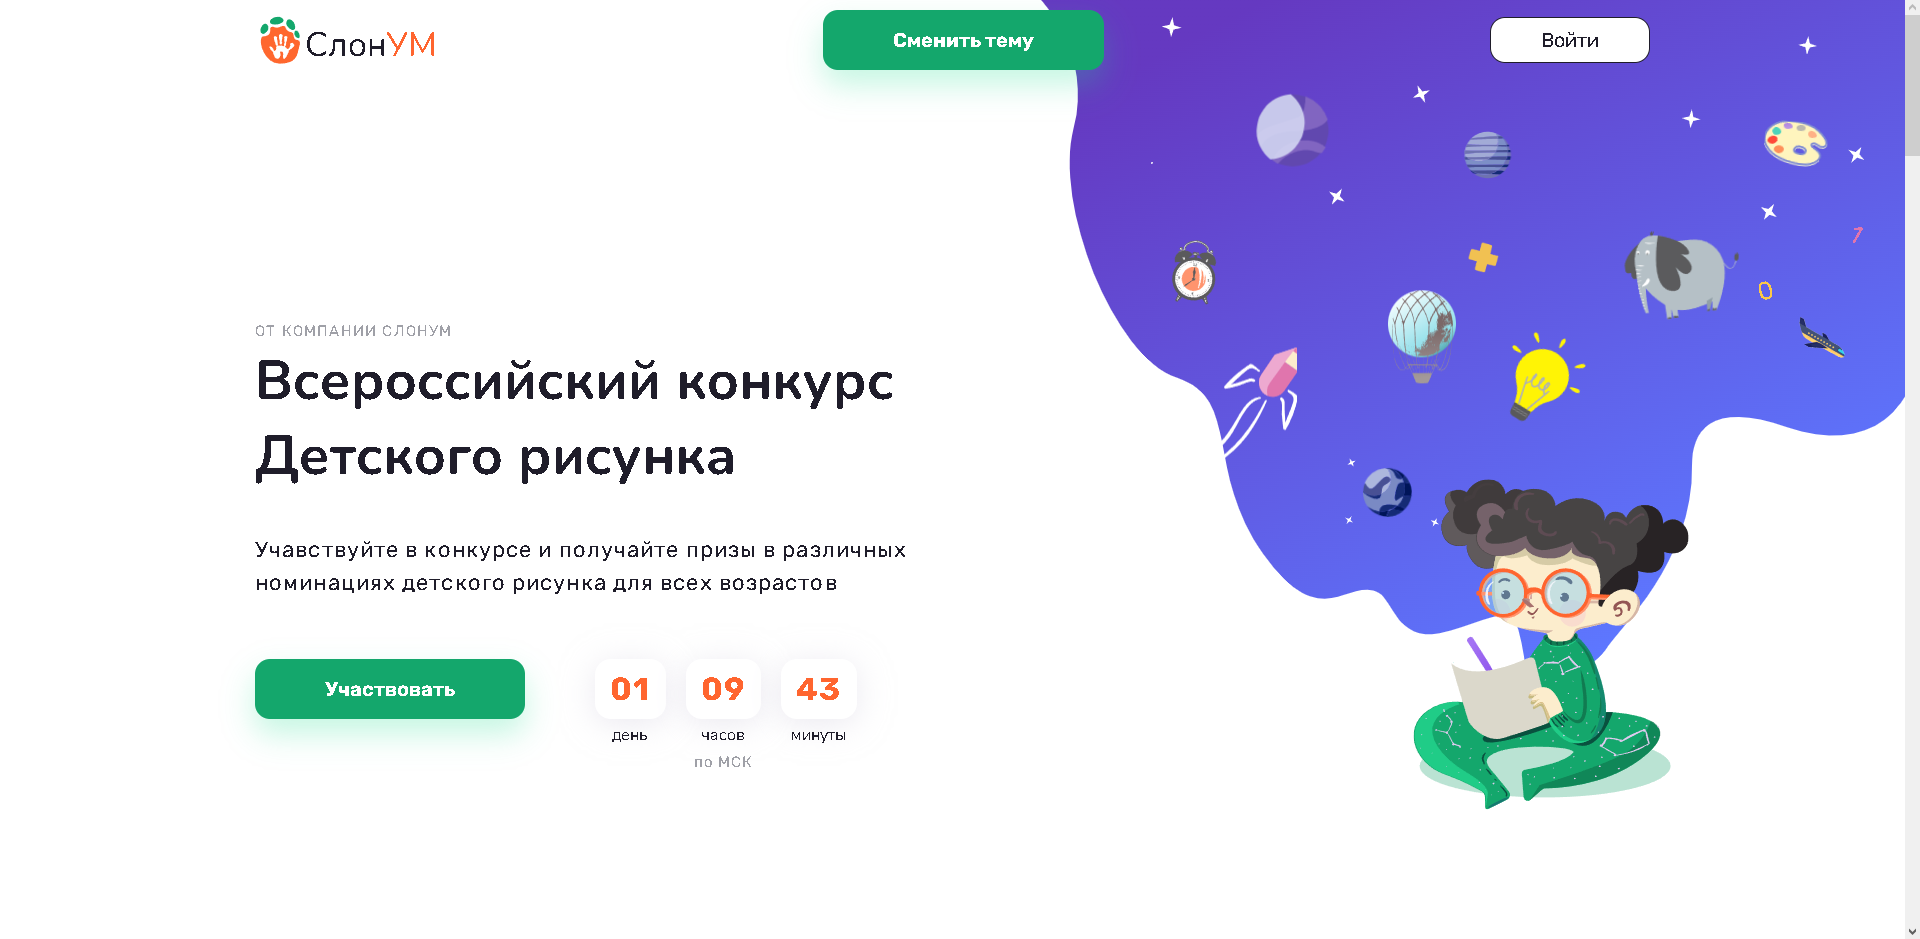 СлонУМ
Сменить тему
Войти
ОТ КОМПАНИИ СЛОНУМ
Всероссийский конкурс
Детского рисунка
Учавствуйте в конкурсе и получайте призы в различных
номинациях детского рисунка для всех возрастов
Участвовать
01 09 43
день часов минуты
по МСК
1
0